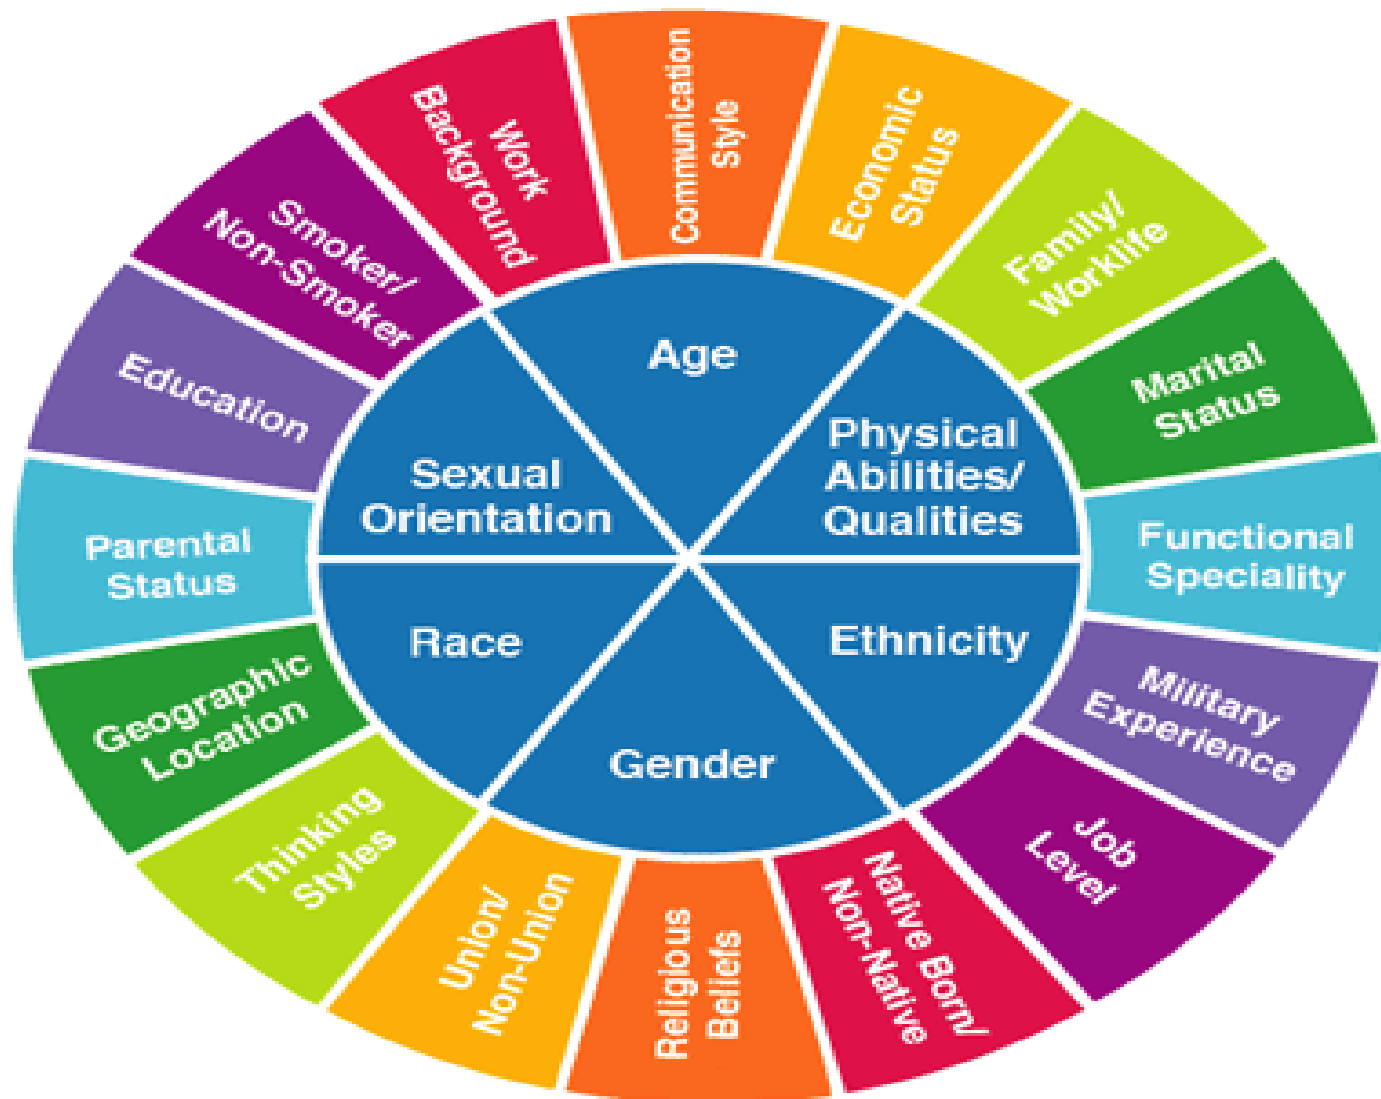 Communication
Style
Economic
Status
Family/
Worklife
Marital
Status
Functional
Speciality
Military
Experience
Job
Level
Native Born/
Non-Native
Religious
Beliefs
Union/
Non-Union
Thinking
Styles
Geographic
Location
Parental
Status
Education
Smoker/
Non-Smoker
Work
Background
Age
Physical
Abilities/
Qualities
Ethnicity
Gender
Race
Sexual
Orientation